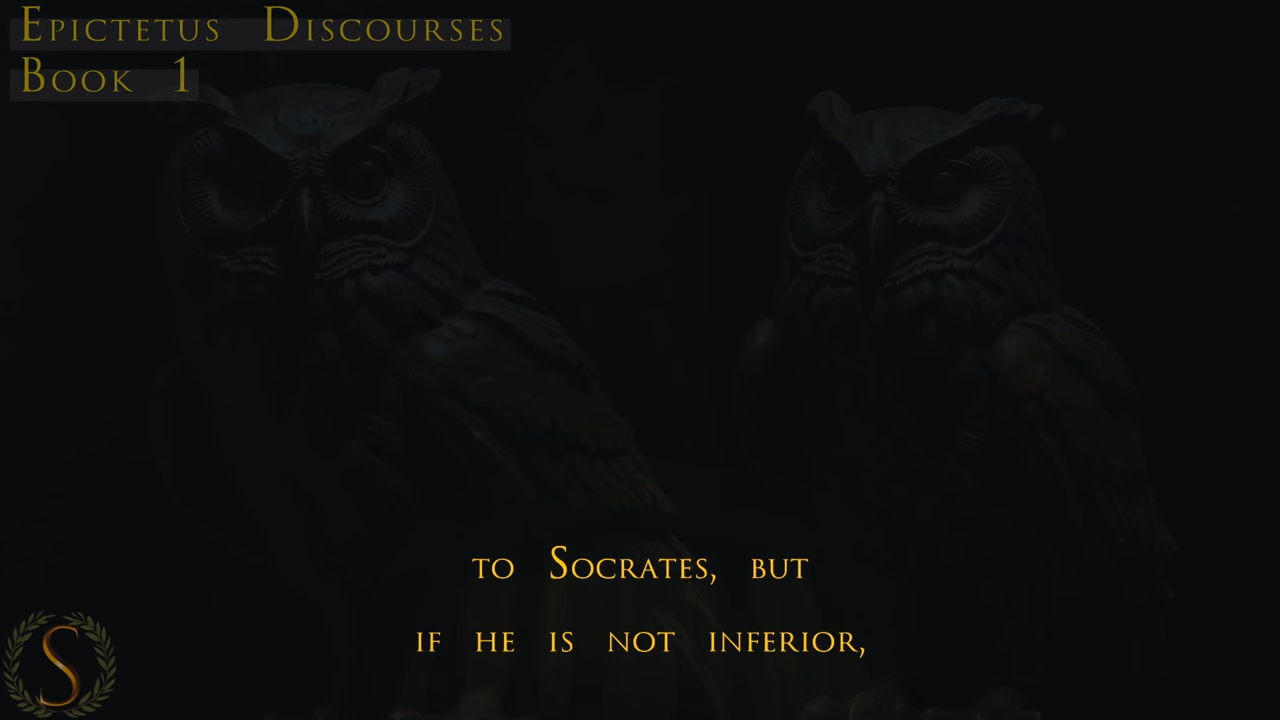 Epictetus Discourses
Book 1
to Socrates, but
if he is not inferior,
S